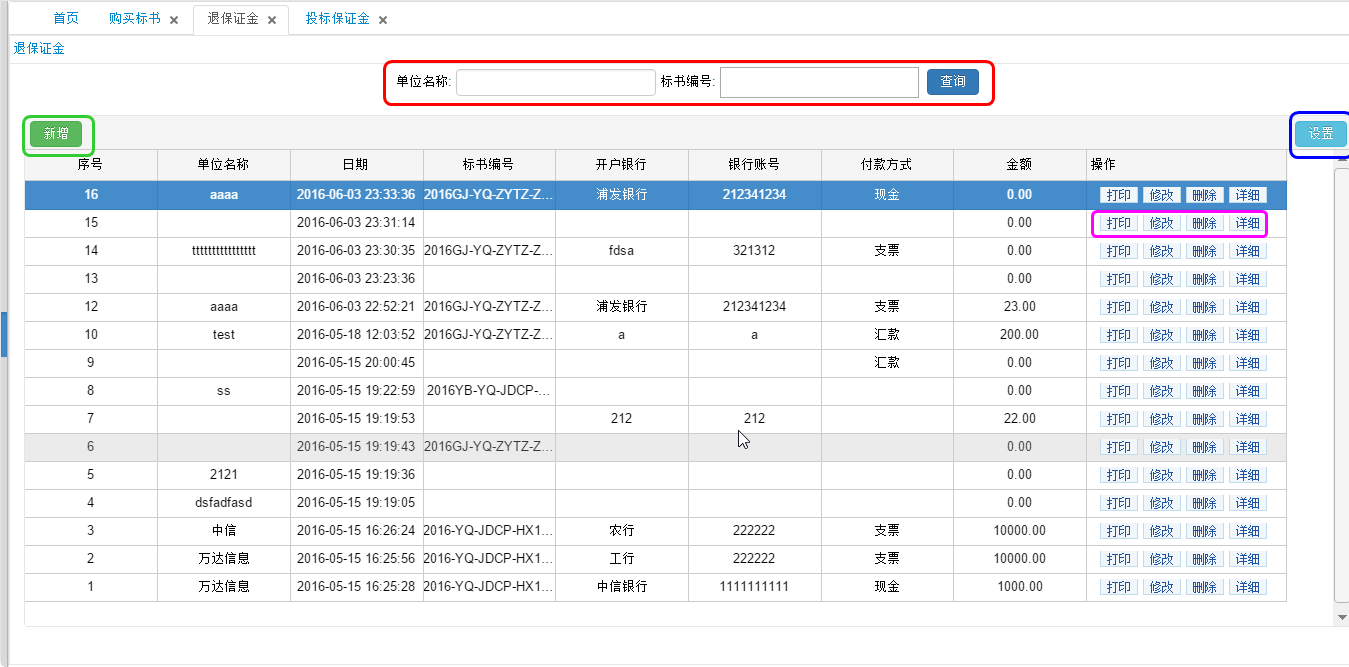 首页 购买标书 × 退保证金 × 投标保证金 ×
退保证金
单位名称: 标书编号: 查询
新增 设置
序号 单位名称 日期 标书编号 开户银行 银行账号 付款方式 金额 操作
16 aaaa 2016-06-03 23:33:36 2016GJ-YQ-ZYTZ-Z... 浦发银行 212341234 现金 0.00 打印 修改 删除 详细
15 2016-06-03 23:31:14 0.00 打印 修改 删除 详细
14 tttttttttttttttt 2016-06-03 23:30:35 2016GJ-YQ-ZYTZ-Z... fdsa 321312 支票 0.00 打印 修改 删除 详细
13 2016-06-03 23:23:36 0.00 打印 修改 删除 详细
12 aaaa 2016-06-03 22:52:21 2016GJ-YQ-ZYTZ-Z... 浦发银行 212341234 支票 23.00 打印 修改 删除 详细
10 test 2016-05-18 12:03:52 2016GJ-YQ-ZYTZ-Z... a a 汇款 200.00 打印 修改 删除 详细
9 2016-05-15 20:00:45 汇款 0.00 打印 修改 删除 详细
8 ss 2016-05-15 19:22:59 2016YB-YQ-JDCP-... 0.00 打印 修改 删除 详细
7 2016-05-15 19:19:53 212 212 22.00 打印 修改 删除 详细
6 2016-05-15 19:19:43 2016GJ-YQ-ZYTZ-Z... 0.00 打印 修改 删除 详细
5 2121 2016-05-15 19:19:36 0.00 打印 修改 删除 详细
4 dsfadfasd 2016-05-15 19:19:05 0.00 打印 修改 删除 详细
3 中信 2016-05-15 16:26:24 2016-YQ-JDCP-HX1... 农行 222222 支票 10000.00 打印 修改 删除 详细
2 万达信息 2016-05-15 16:25:56 2016-YQ-JDCP-HX1... 工行 222222 支票 10000.00 打印 修改 删除 详细
1 万达信息 2016-05-15 16:25:28 2016-YQ-JDCP-HX1... 中信银行 1111111111 现金 1000.00 打印 修改 删除 详细